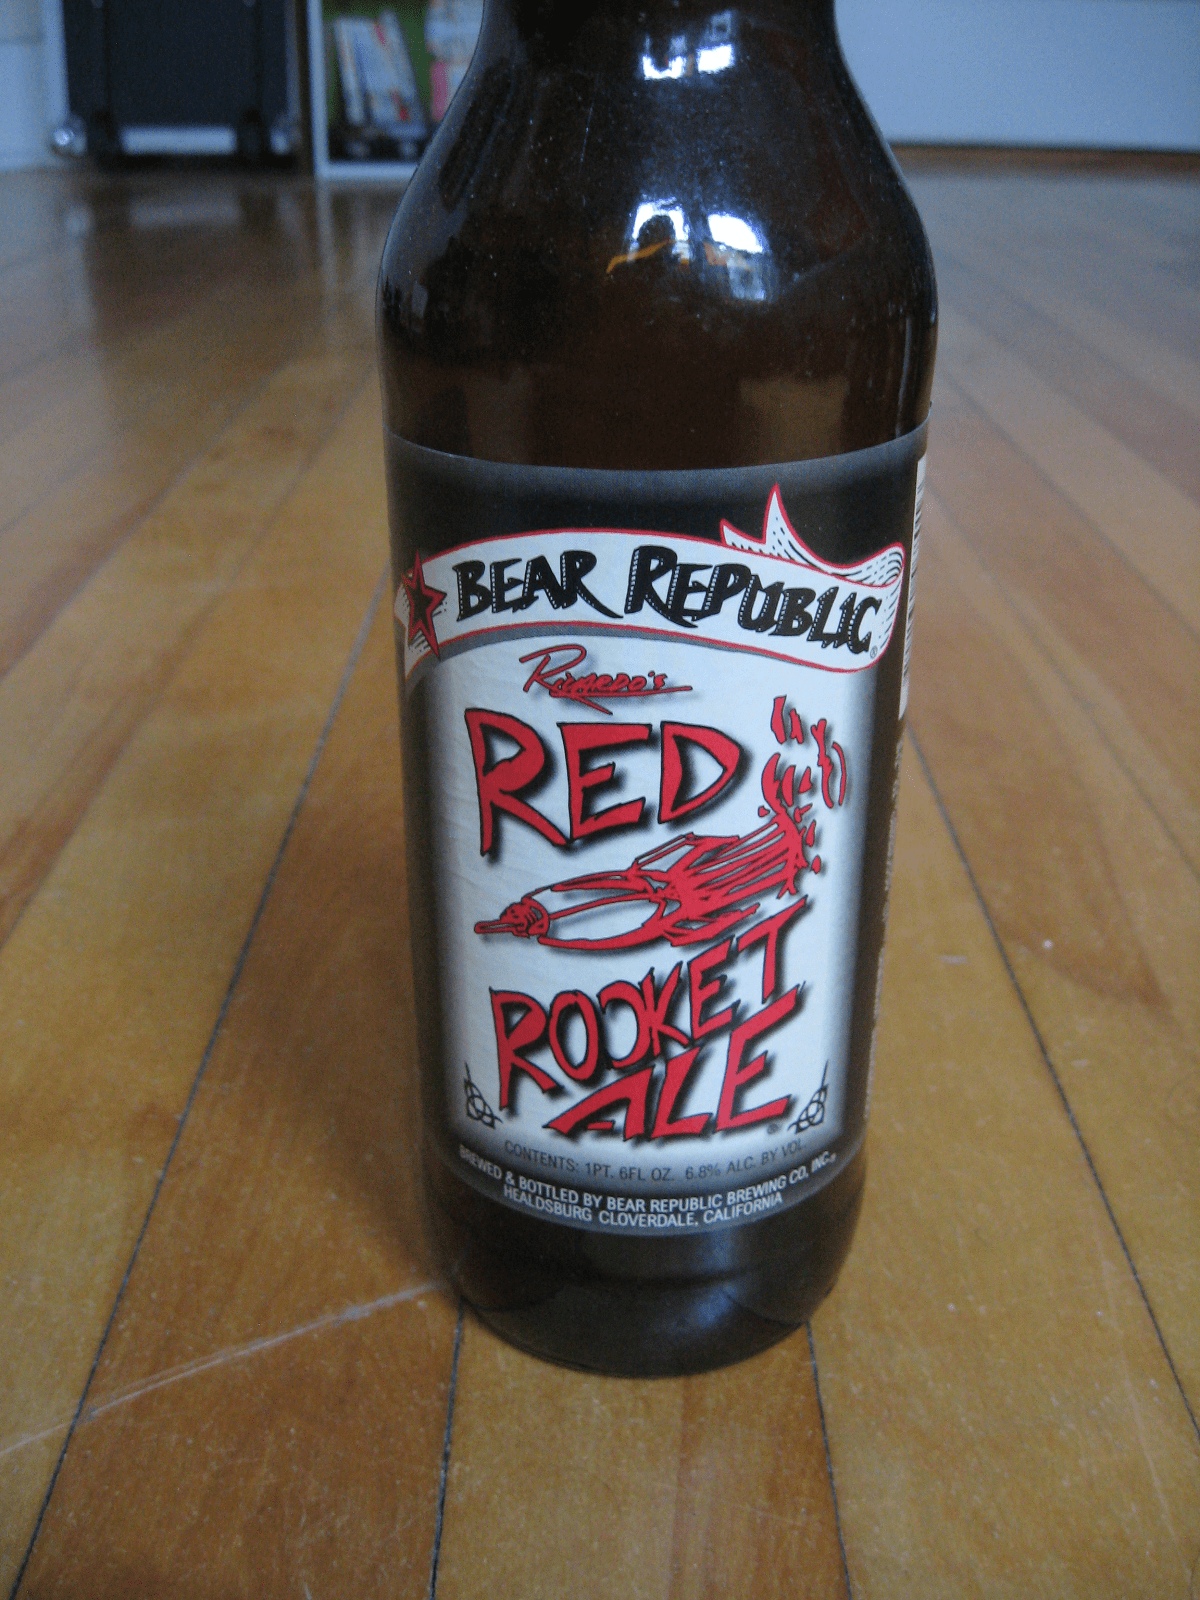 BEAR REPUBLIC
RICARDO'S
RED
ROCKET
ALE
CONTENTS: 1PT. 6FL OZ. 6.8% ALC. BY VOL.
BREWED & BOTTLED BY BEAR REPUBLIC BREWING CO, INC.
HEALDSBURG CLOVERDALE, CALIFORNIA